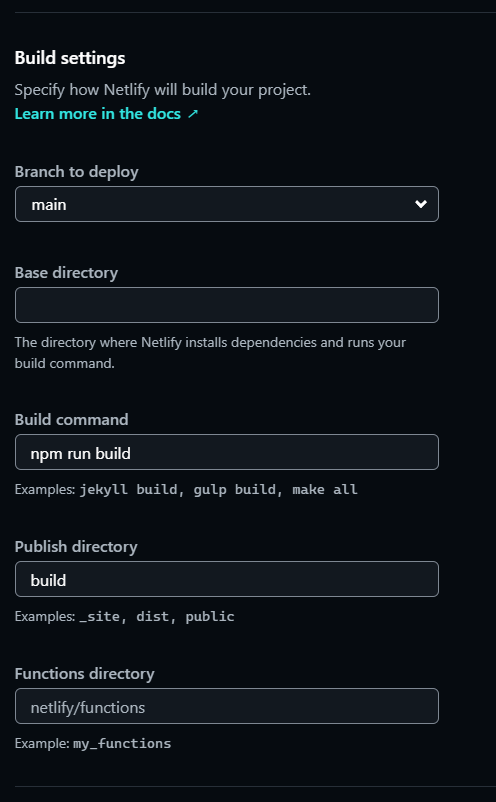 Build settings
Specify how Netlify will build your project.
Learn more in the docs ↗
Branch to deploy
main
Base directory
The directory where Netlify installs dependencies and runs your
build command.
Build command
npm run build
Examples: jekyll build, gulp build, make all
Publish directory
build
Examples: _site, dist, public
Functions directory
netlify/functions
Example: my_functions